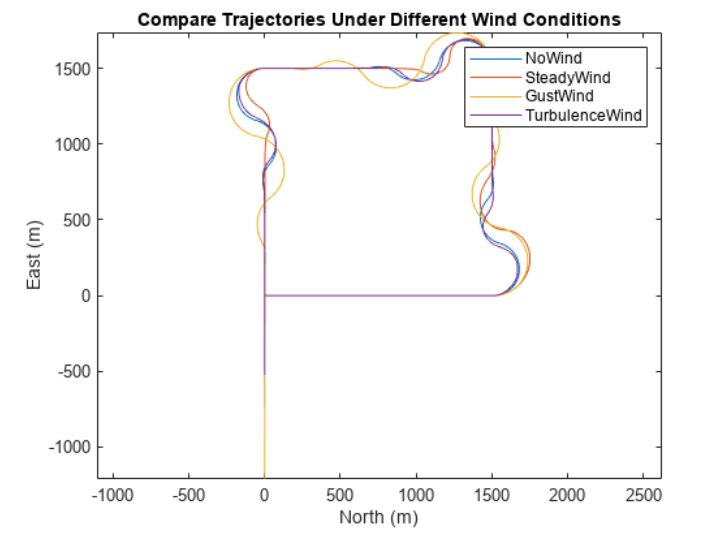 Compare Trajectories Under Different Wind Conditions
NoWind
SteadyWind
GustWind
TurbulenceWind
1500
1000
500
0
-500
-1000
East (m)
-1000 -500 0 500 1000 1500 2000 2500
North (m)